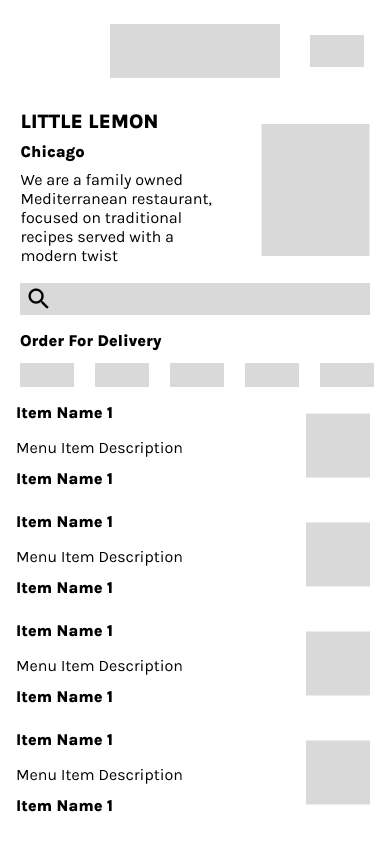 LITTLE LEMON
Chicago
We are a family owned
Mediterranean restaurant,
focused on traditional
recipes served with a
modern twist
Order For Delivery
Item Name 1
Menu Item Description
Item Name 1
Item Name 1
Menu Item Description
Item Name 1
Item Name 1
Menu Item Description
Item Name 1
Item Name 1
Menu Item Description
Item Name 1